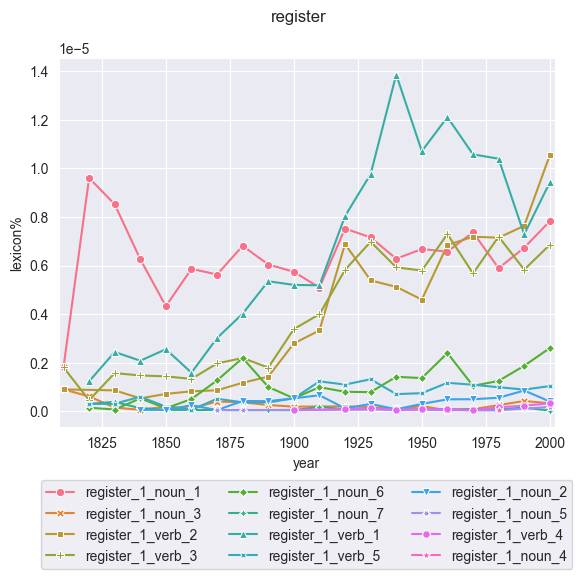 register
1e−5
1.4
1.2
1.0
0.8
0.6
0.4
0.2
0.0
lexicon%
1825 1850 1875 1900 1925 1950 1975 2000
year
register_1_noun_1 register_1_noun_6 register_1_noun_2
register_1_noun_3 register_1_noun_7 register_1_noun_5
register_1_verb_2 register_1_verb_1 register_1_verb_4
register_1_verb_3 register_1_verb_5 register_1_noun_4